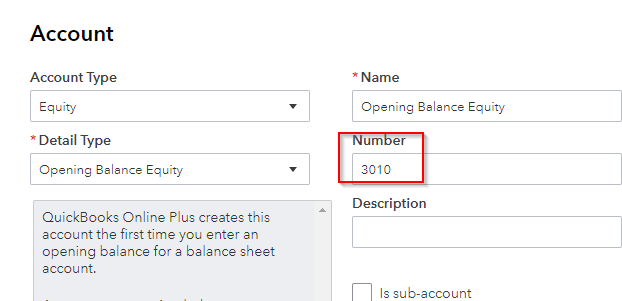 Account
Account Type
* Name
Equity
Opening Balance Equity
* Detail Type
Number
Opening Balance Equity
3010
QuickBooks Online Plus creates this
account the first time you enter an
opening balance for a balance sheet
account.
Description
Is sub-account